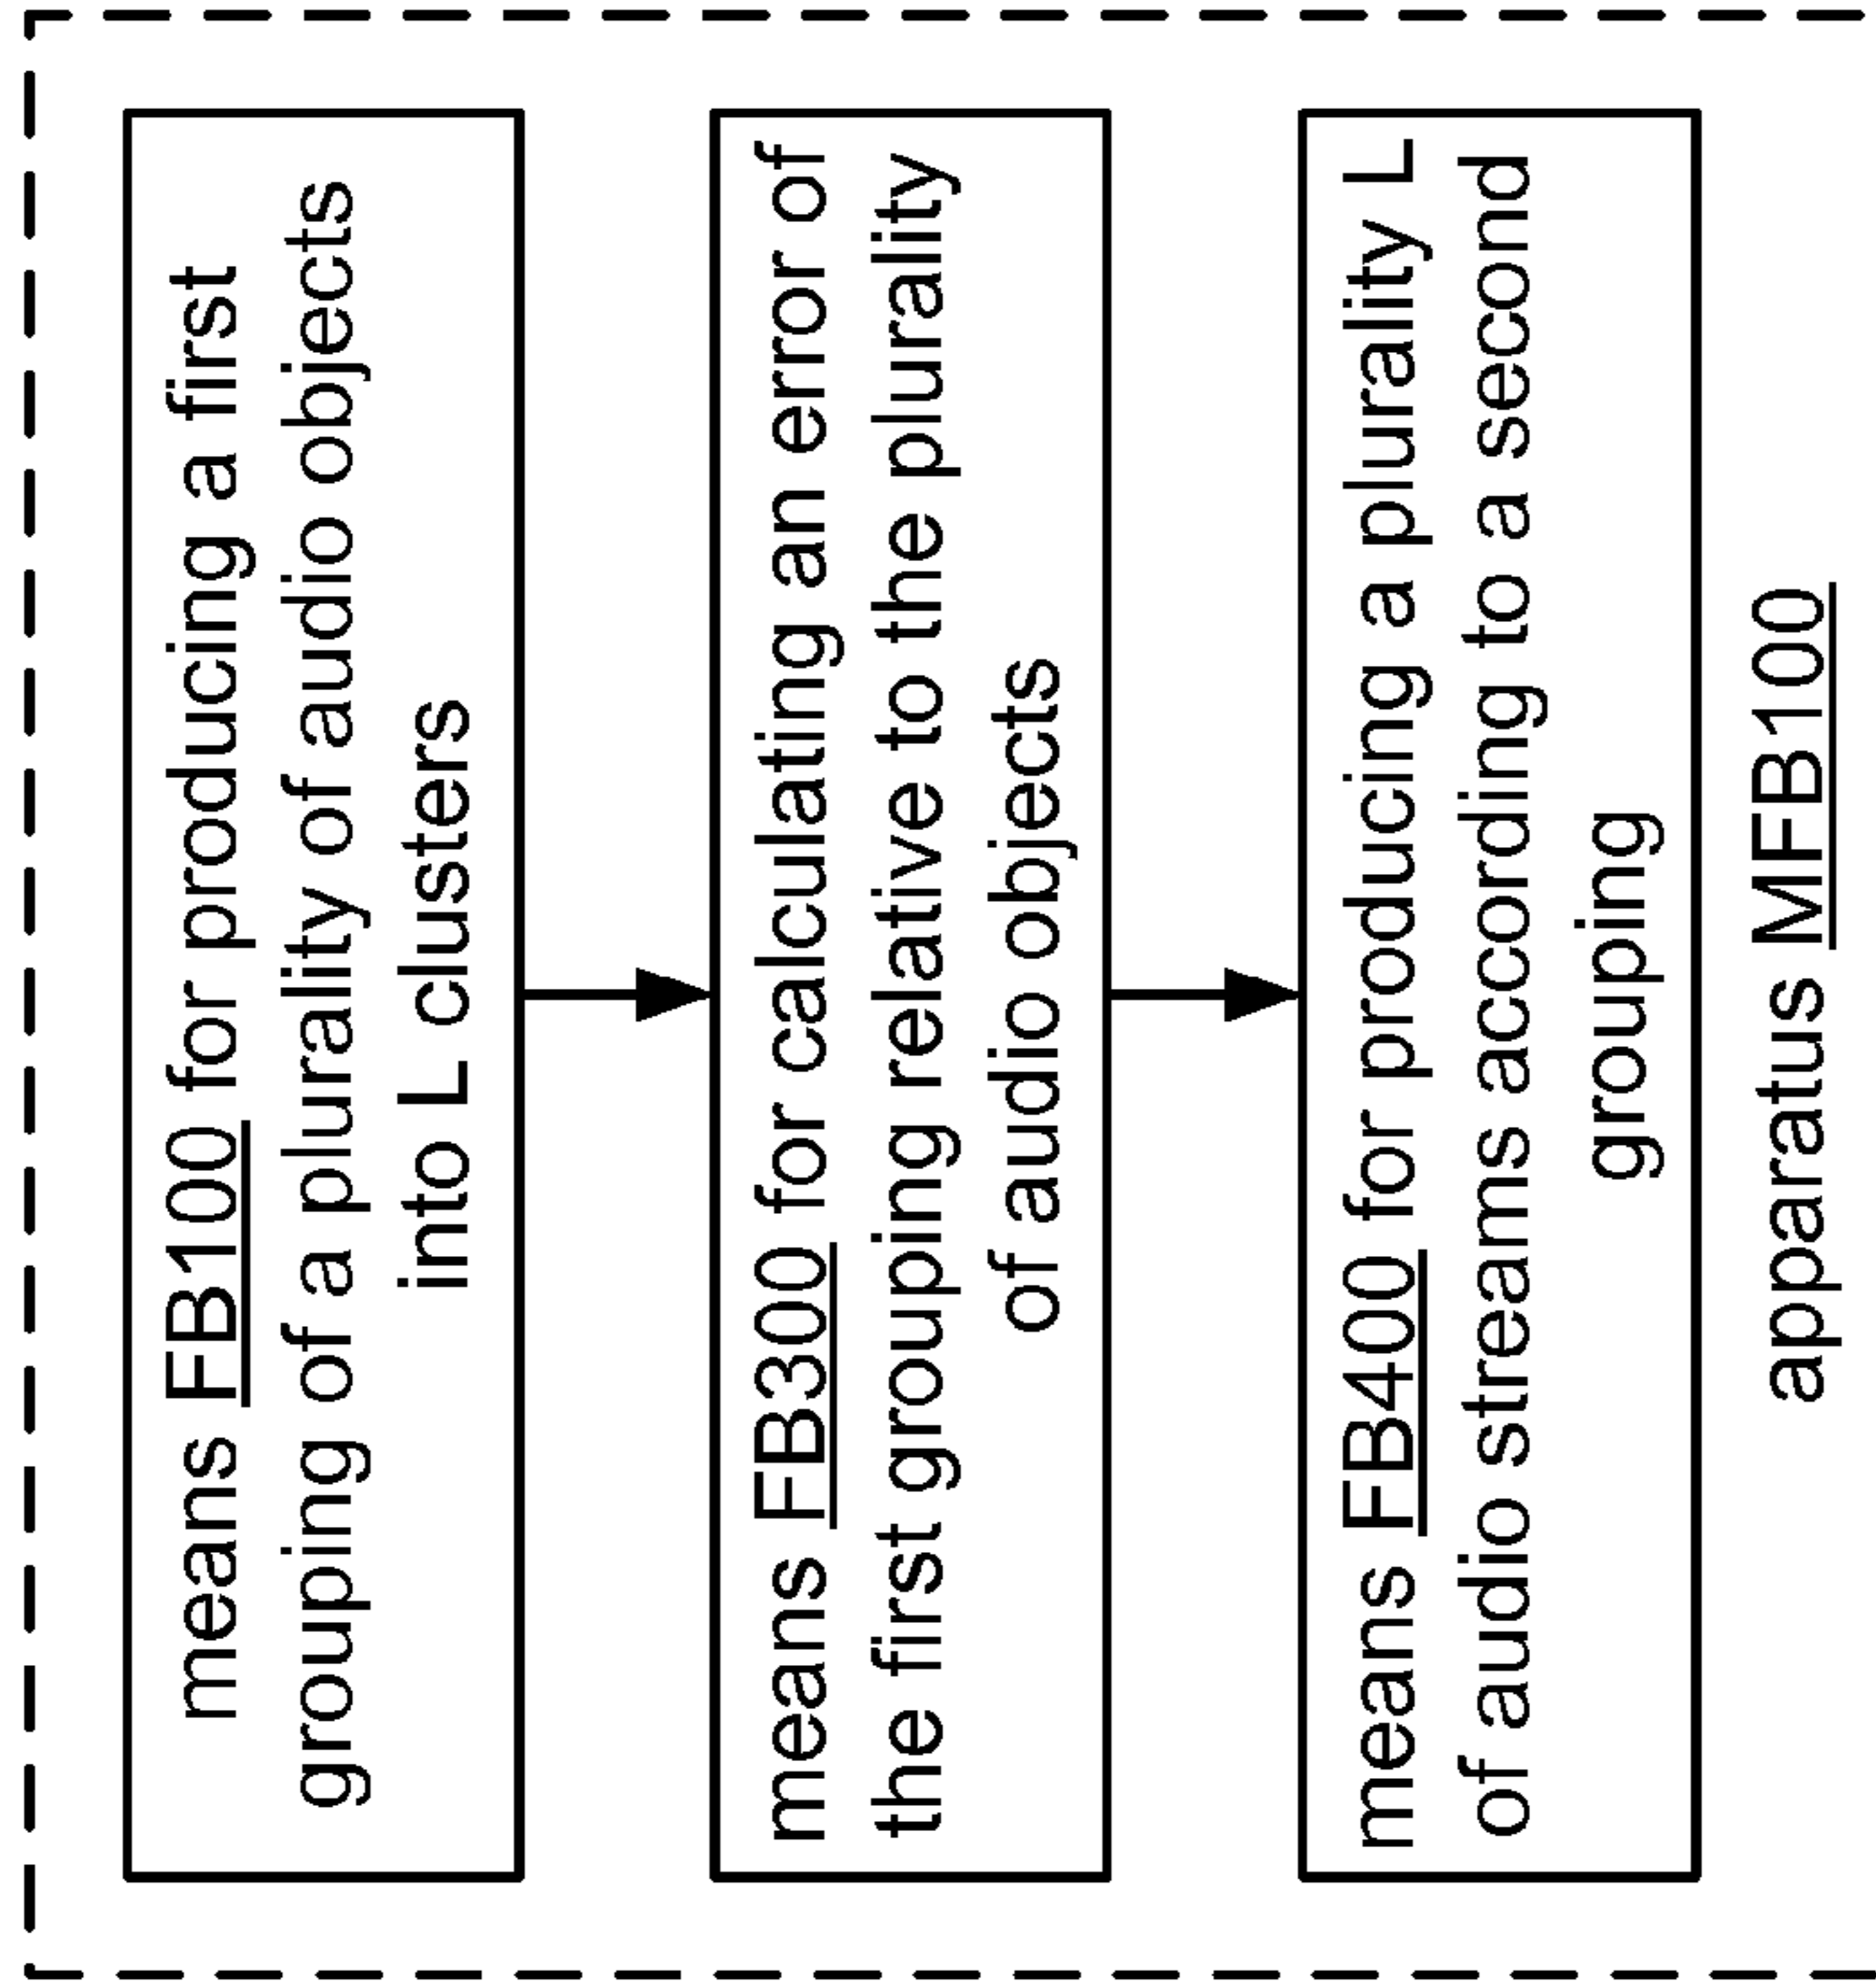 means FB100 for producing a first
grouping of a plurality of audio objects
into L clusters
means FB300 for calculating an error of
the first grouping relative to the plurality
of audio objects
means FB400 for producing a plurality L
of audio streams according to a second
grouping
apparatus MFB100